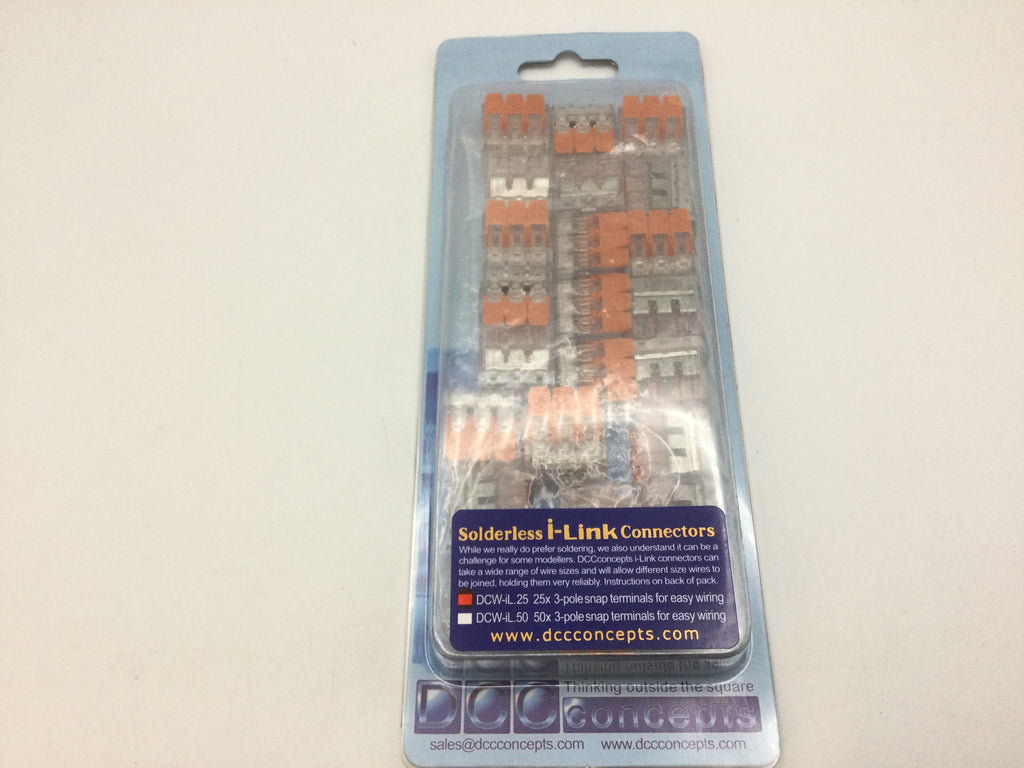 Solderless i-Link Connectors
While we really do prefer soldering, we also understand it can be a
challenge for some modellers. DCCconcepts i-Link connectors can
take a wide range of wire sizes and will allow different size wires to
be joined, holding them very reliably. Instructions on back of pack.
DCW-iL.25 25x 3-pole snap terminals for easy wiring
DCW-iL.50 50x 3-pole snap terminals for easy wiring
www.dccconcepts.com
Thinking outside the square
DCC concepts
sales@dccconcepts.com www.dccconcepts.com